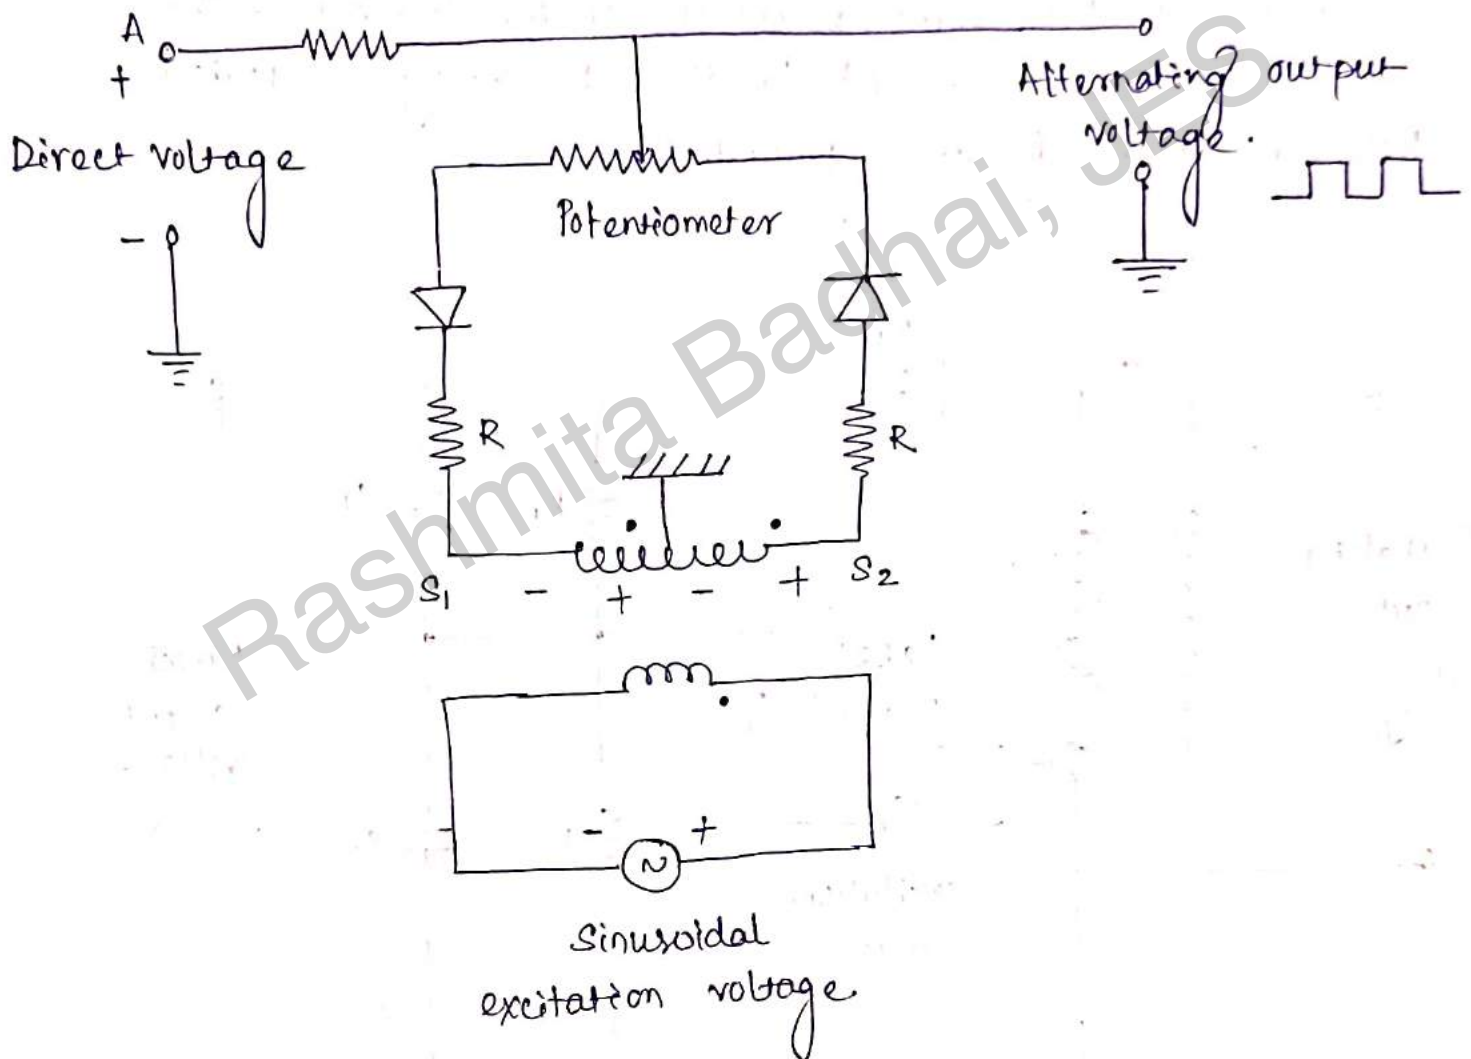 A
+
Direct voltage
-
Alternating output
voltage.
Potentiometer
R
R
S1 - + - + S2
- +
N
Sinusoidal
excitation voltage
Rashmita Badhai, JES